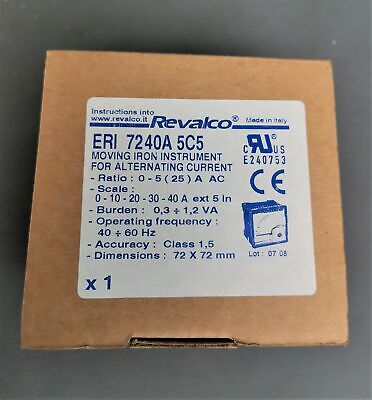 Instructions into
www.revalco.it
Revalco®
Made in Italy
ERI 7240A 5C5
MOVING IRON INSTRUMENT
FOR ALTERNATING CURRENT
- Ratio : 0 - 5 ( 25 ) A AC
- Scale :
0 - 10 - 20 - 30 - 40 A ext 5 In
- Burden : 0,3 ÷ 1,2 VA
- Operating frequency :
40 ÷ 60 Hz
- Accuracy : Class 1,5
- Dimensions : 72 X 72 mm
x 1
C RU US
E240753
CE
Lot : 07 08